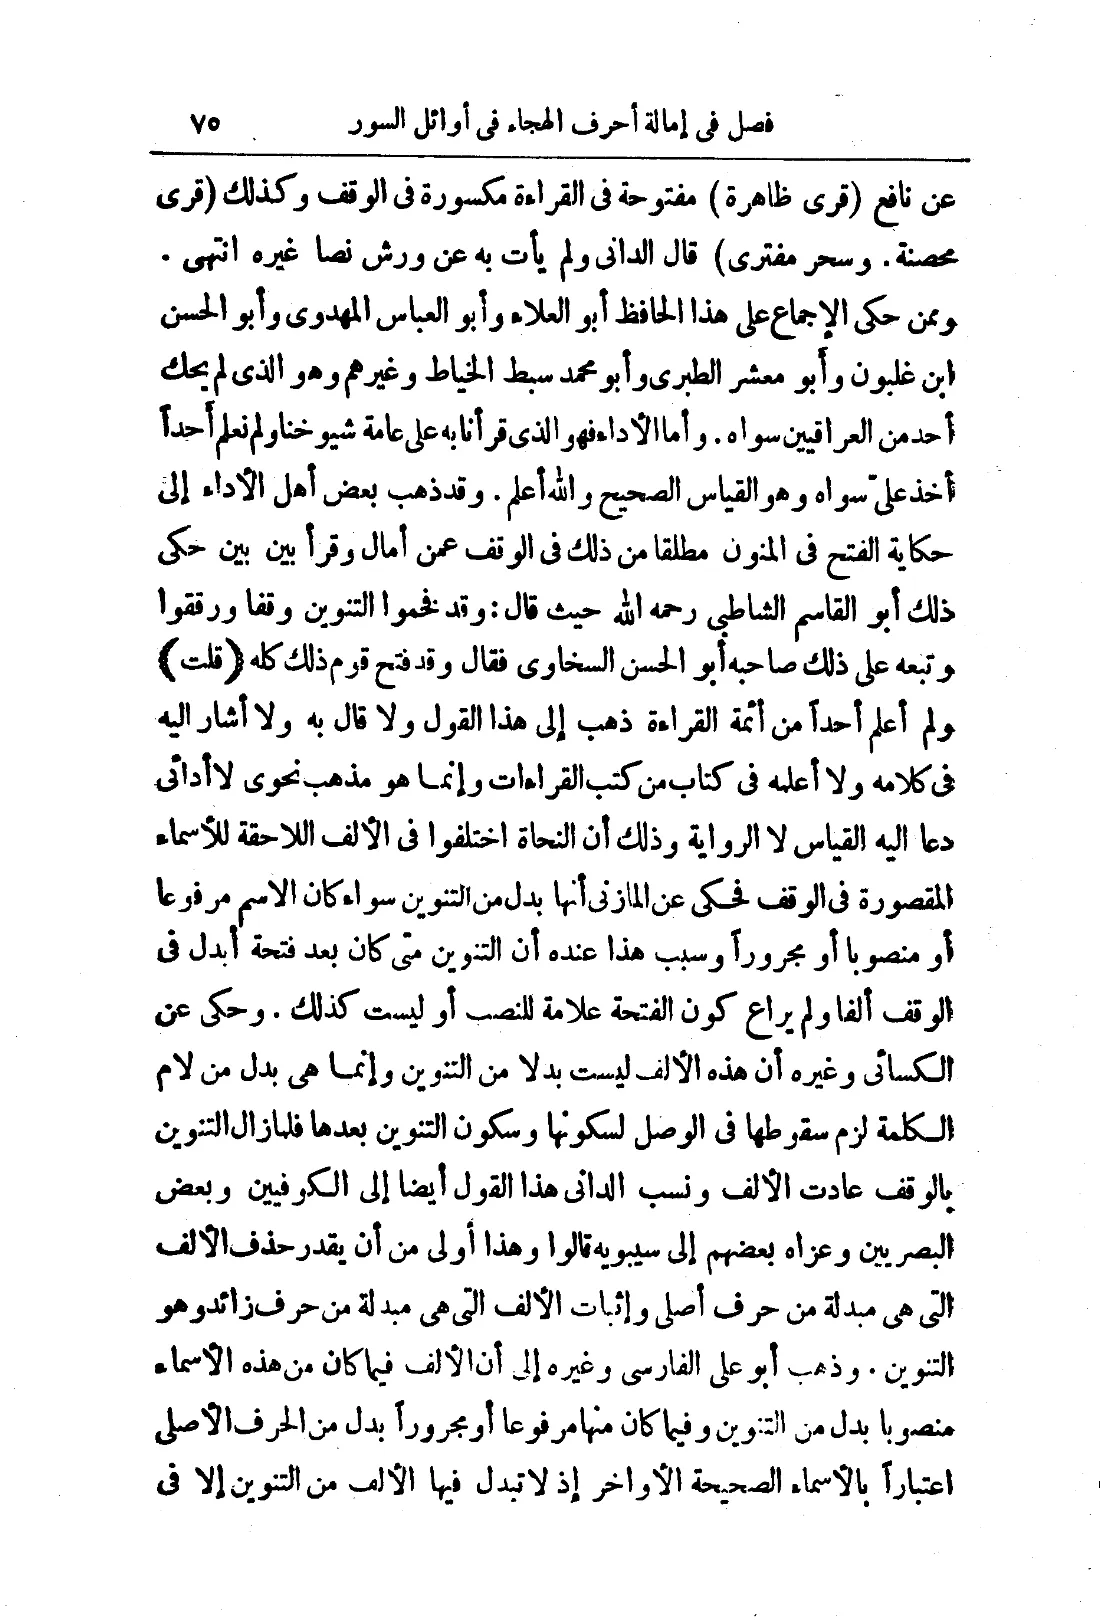 فصل فى إمالة أحرف الهجاء فى أوائل السور ٧٥
عن نافع (قرى ظاهرة) مفتوحة فى القراءة مكسورة فى الوقف وكذلك (قرى
محصنة. وسحر مفترى) قال الدانى ولم يأت به عن ورش نصا غيره انتهى .
وممن حكى الإجماع على هذا الحافظ أبو العلاء وأبو العباس المهدوى وأبو الحسن
ابن غلبون وأبو معشر الطبرى وأبو محمد سبط الخياط وغيرهم وهو الذى لم يحك
أحد من العراقيين سواه. وأما الأداء فهو الذى قرأنا به على عامة شيوخنا ولم نعلم أحداً
أخذ علىّ سواه وهو القياس الصحيح والله أعلم. وقد ذهب بعض أهل الأداء إلى
حكاية الفتح فى المنون مطلقا من ذلك فى الوقف عمن أمال وقرأ بين بين حكى
ذلك أبو القاسم الشاطبي رحمه الله حيث قال: وقد فخموا التنوين وقفا ورققوا
وتبعه على ذلك صاحبه أبو الحسن السخاوى فقال وقد فتح قوم ذلك كله (قلت)
ولم أعلم أحداً من أئمة القراءة ذهب إلى هذا القول ولا قال به ولا أشار اليه
فى كلامه ولا أعلمه فى كتاب من كتب القراءات وإنما هو مذهب نحوى لا أدائى
دعا اليه القياس لا الرواية وذلك أن النحاة اختلفوا فى الألف اللاحقة للأسماء
المقصورة فى الوقف فحكى عن المازنى أنها بدل من التنوين سواء كان الاسم مرفوعا
أو منصوبا أو مجروراً وسبب هذا عنده أن التنوين متى كان بعد فتحة أبدل فى
الوقف ألفا ولم يراع كون الفتحة علامة للنصب أو ليست كذلك . وحكى عن
الكسائى وغيره أن هذه الألف ليست بدلا من التنوين وإنما هى بدل من لام
الكلمة لزم سقوطها فى الوصل لسكونها وسكون التنوين بعدها فلما زال التنوين
بالوقف عادت الألف ونسب الدانى هذا القول أيضا إلى الكوفيين وبعض
البصريين وعزاه بعضهم إلى سيبويه قالوا وهذا أولى من أن يقدر حذف الألف
التى هى مبدلة من حرف أصلى وإثبات الألف التى هى مبدلة من حرف زائد وهو
التنوين . وذهب أبو على الفارسى وغيره إلى أن الألف فيما كان من هذه الأسماء
منصوبا بدل من التنوين وفيما كان منها مرفوعا أو مجروراً بدل من الحرف الأصلى
اعتباراً بالأسماء الصحيحة الأواخر إذ لا تبدل فيها الألف من التنوين إلا فى